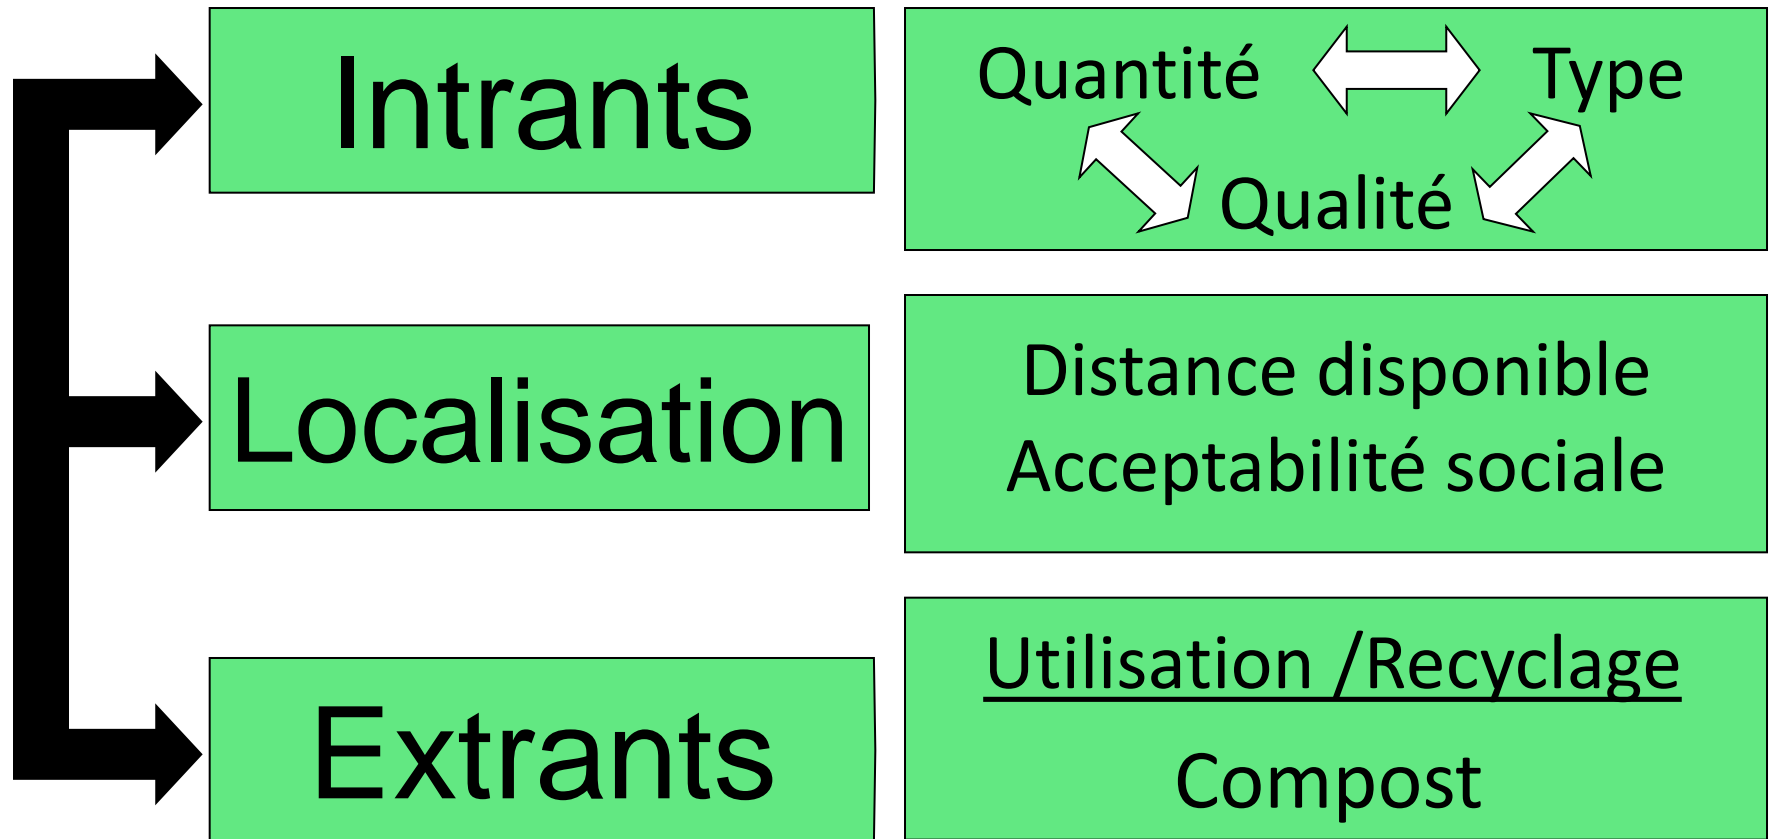 Intrants
Quantité Type
Qualité
Localisation
Distance disponible
Acceptabilité sociale
Extrants
Utilisation /Recyclage
Compost